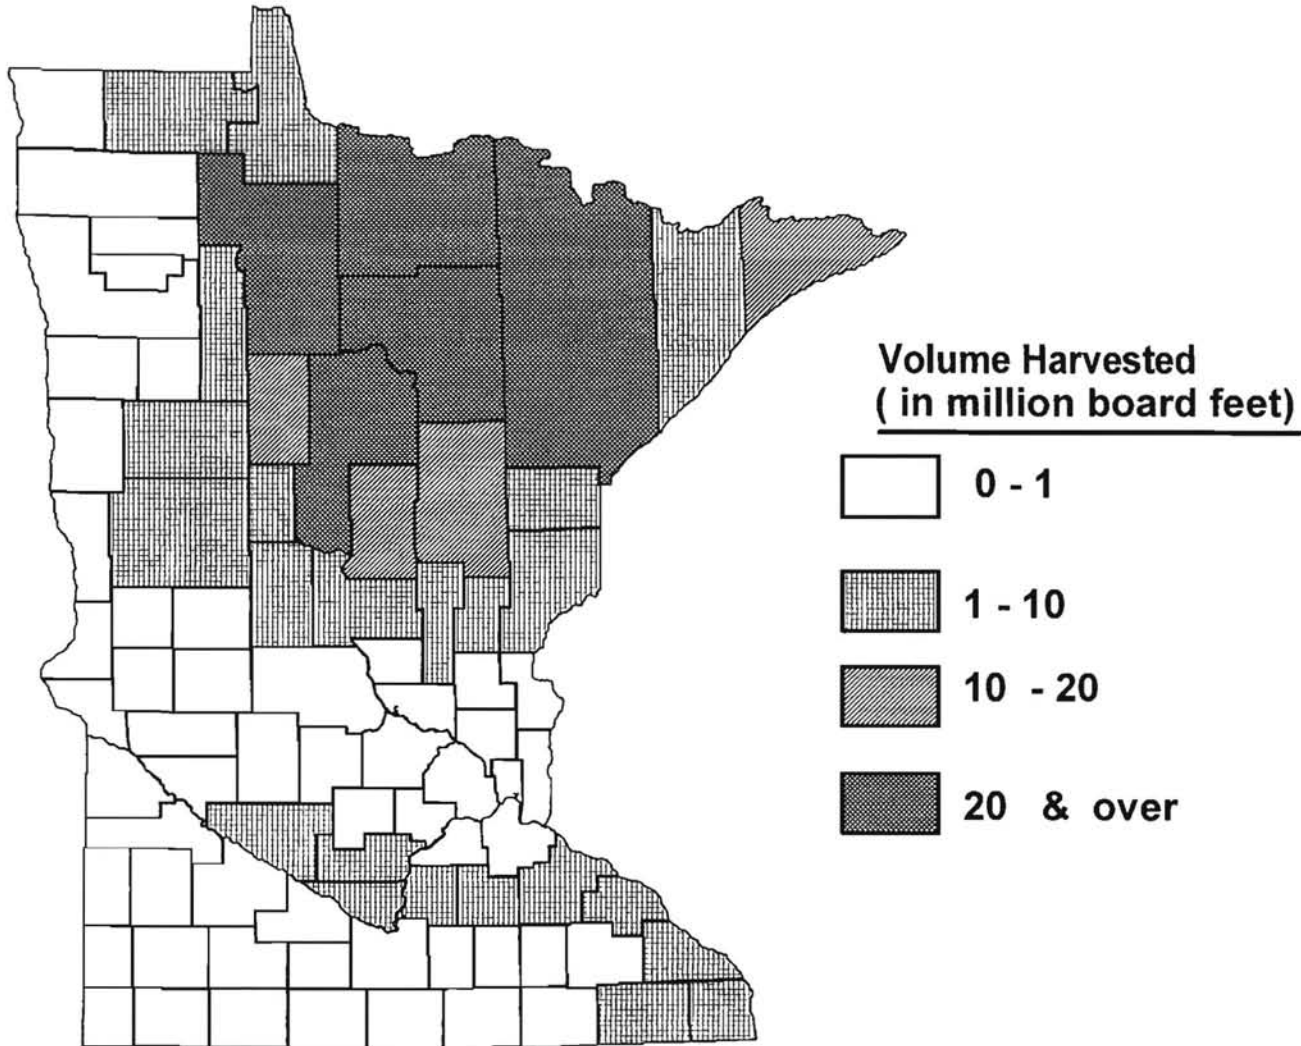 Volume Harvested
( in million board feet)
0 - 1
1 - 10
10 - 20
20 & over